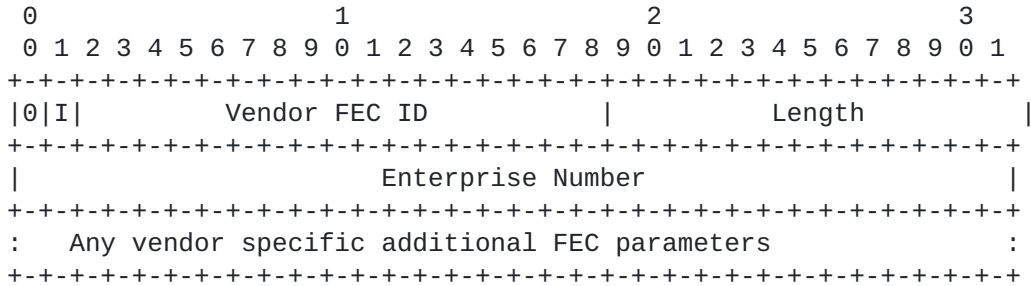 0                   1                   2                   3
 0 1 2 3 4 5 6 7 8 9 0 1 2 3 4 5 6 7 8 9 0 1 2 3 4 5 6 7 8 9 0 1
+-+-+-+-+-+-+-+-+-+-+-+-+-+-+-+-+-+-+-+-+-+-+-+-+-+-+-+-+-+-+-+-+
|0|I|         Vendor FEC ID           |          Length          |
+-+-+-+-+-+-+-+-+-+-+-+-+-+-+-+-+-+-+-+-+-+-+-+-+-+-+-+-+-+-+-+-+
|                       Enterprise Number                       |
+-+-+-+-+-+-+-+-+-+-+-+-+-+-+-+-+-+-+-+-+-+-+-+-+-+-+-+-+-+-+-+-+
:   Any vendor specific additional FEC parameters               :
+-+-+-+-+-+-+-+-+-+-+-+-+-+-+-+-+-+-+-+-+-+-+-+-+-+-+-+-+-+-+-+-+